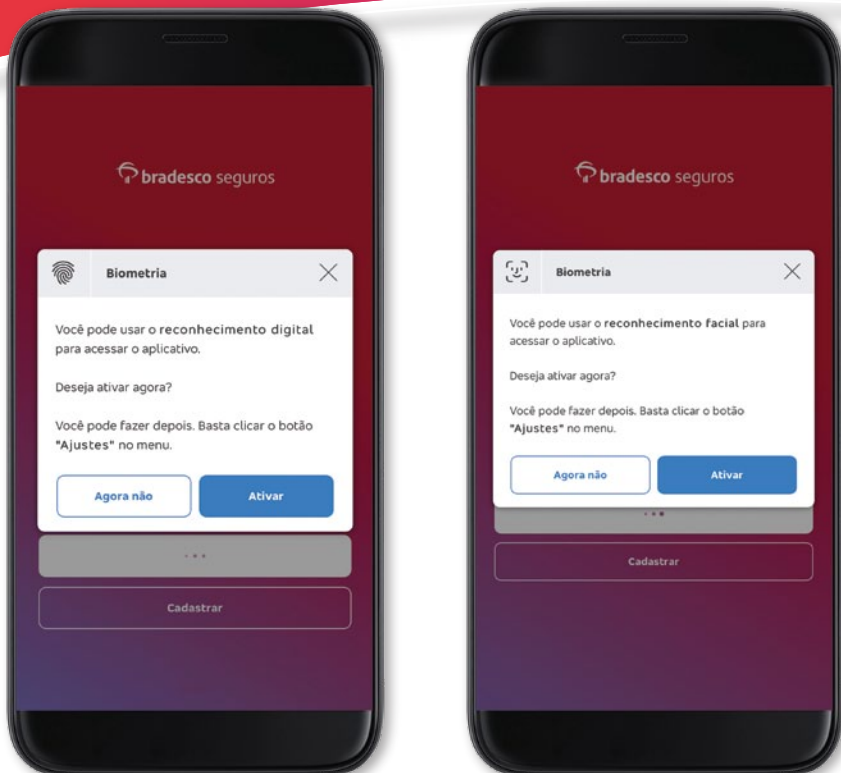 bradesco seguros
Biometria
Você pode usar o reconhecimento digital
para acessar o aplicativo.
Deseja ativar agora?
Você pode fazer depois. Basta clicar o botão
"Ajustes" no menu.
Agora não
Ativar
Cadastrar
bradesco seguros
Biometria
Você pode usar o reconhecimento facial para
acessar o aplicativo.
Deseja ativar agora?
Você pode fazer depois. Basta clicar o botão
"Ajustes" no menu.
Agora não
Ativar
Cadastrar